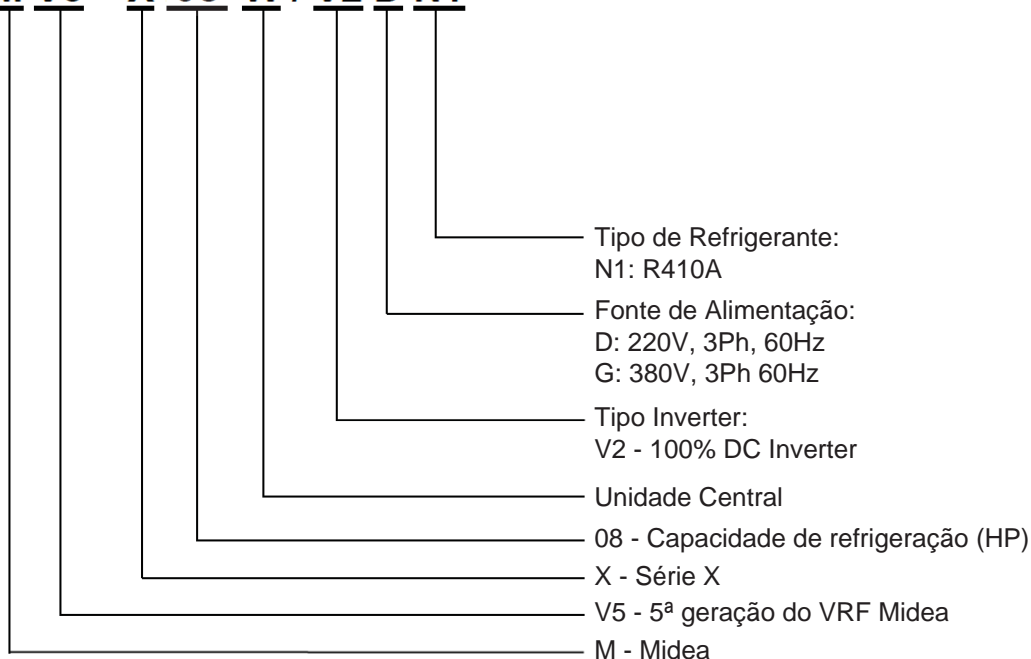 Tipo de Refrigerante:
N1: R410A
Fonte de Alimentação:
D: 220V, 3Ph, 60Hz
G: 380V, 3Ph 60Hz
Tipo Inverter:
V2 - 100% DC Inverter
Unidade Central
08 - Capacidade de refrigeração (HP)
X - Série X
V5 - 5ª geração do VRF Midea
M - Midea